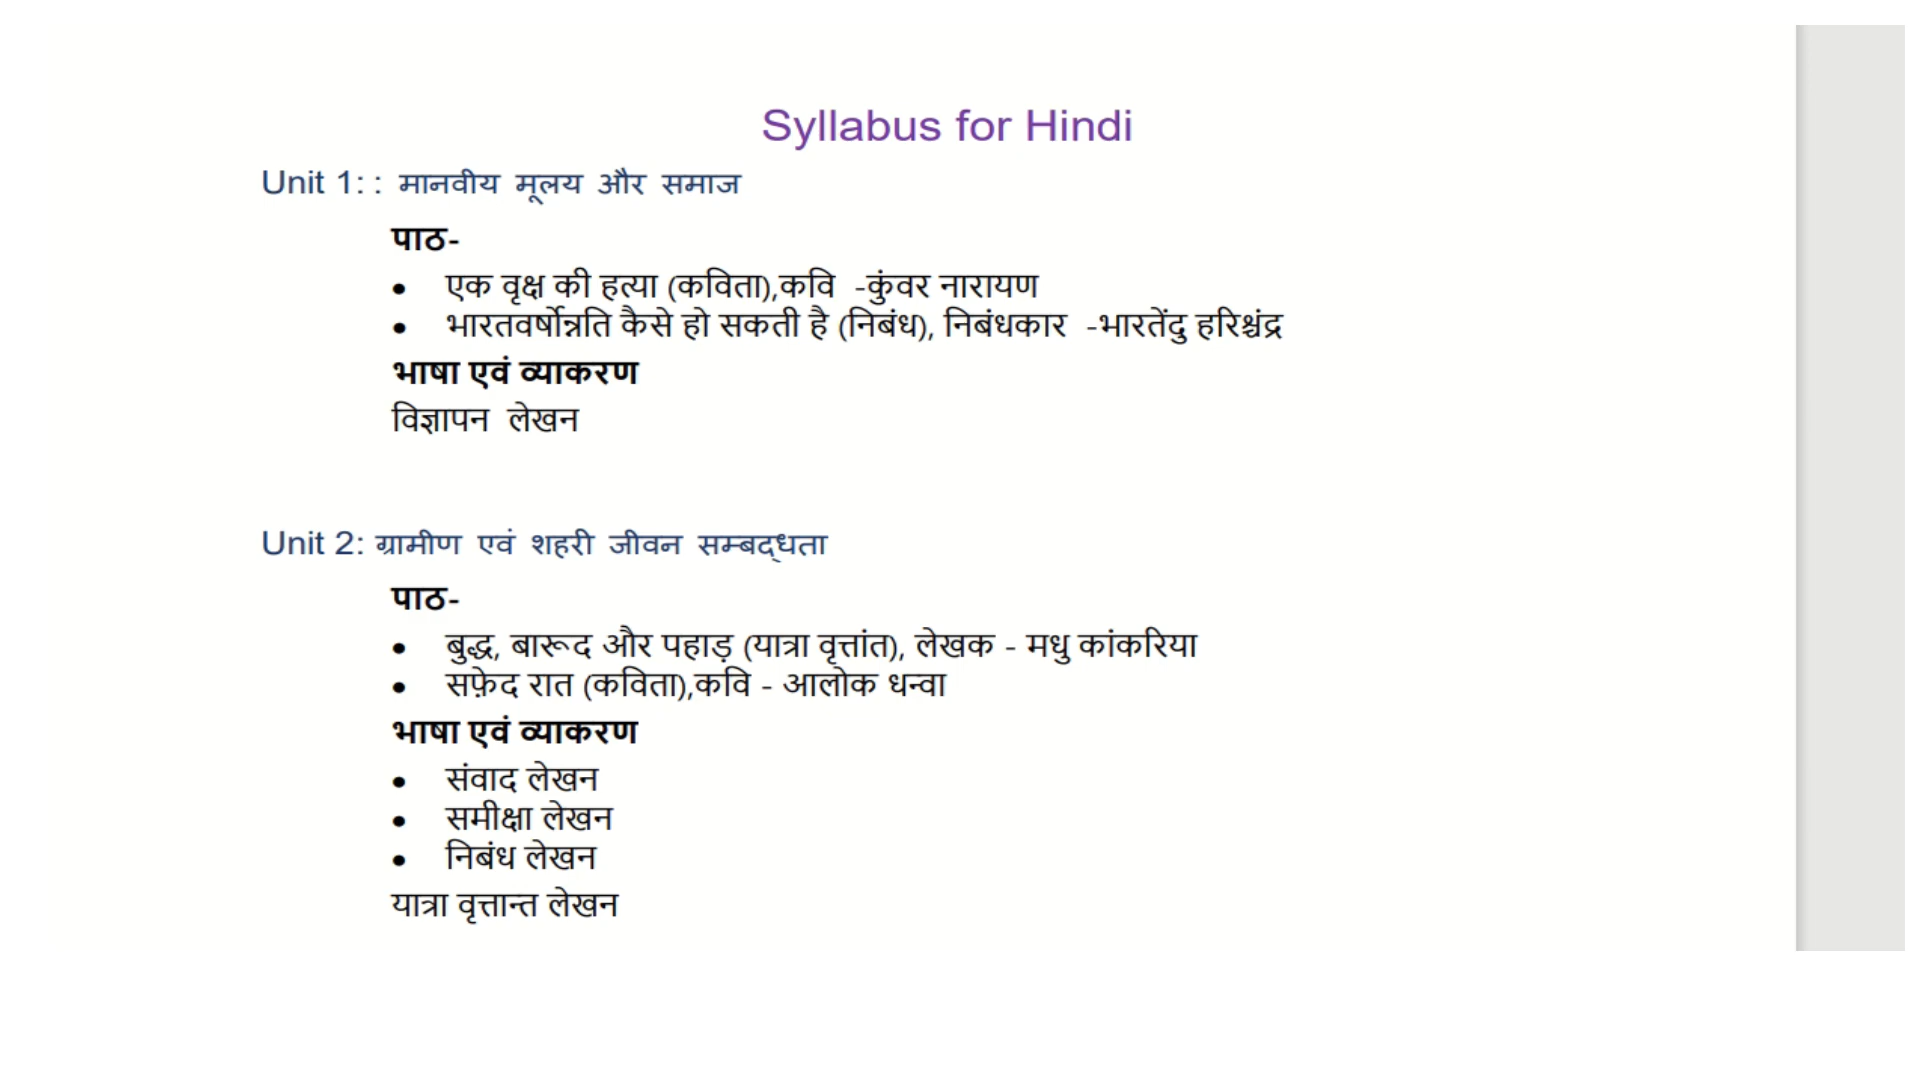 Syllabus for Hindi
Unit 1: : मानवीय मूलय और समाज
पाठ-
• एक वृक्ष की हत्या (कविता),कवि -कुंवर नारायण
• भारतवर्षोन्नति कैसे हो सकती है (निबंध), निबंधकार -भारतेंदु हरिश्चंद्र
भाषा एवं व्याकरण
विज्ञापन लेखन
Unit 2: ग्रामीण एवं शहरी जीवन सम्बद्धता
पाठ-
• बुद्ध, बारूद और पहाड़ (यात्रा वृत्तांत), लेखक - मधु कांकरिया
• सफ़ेद रात (कविता),कवि - आलोक धन्वा
भाषा एवं व्याकरण
• संवाद लेखन
• समीक्षा लेखन
• निबंध लेखन
यात्रा वृत्तान्त लेखन